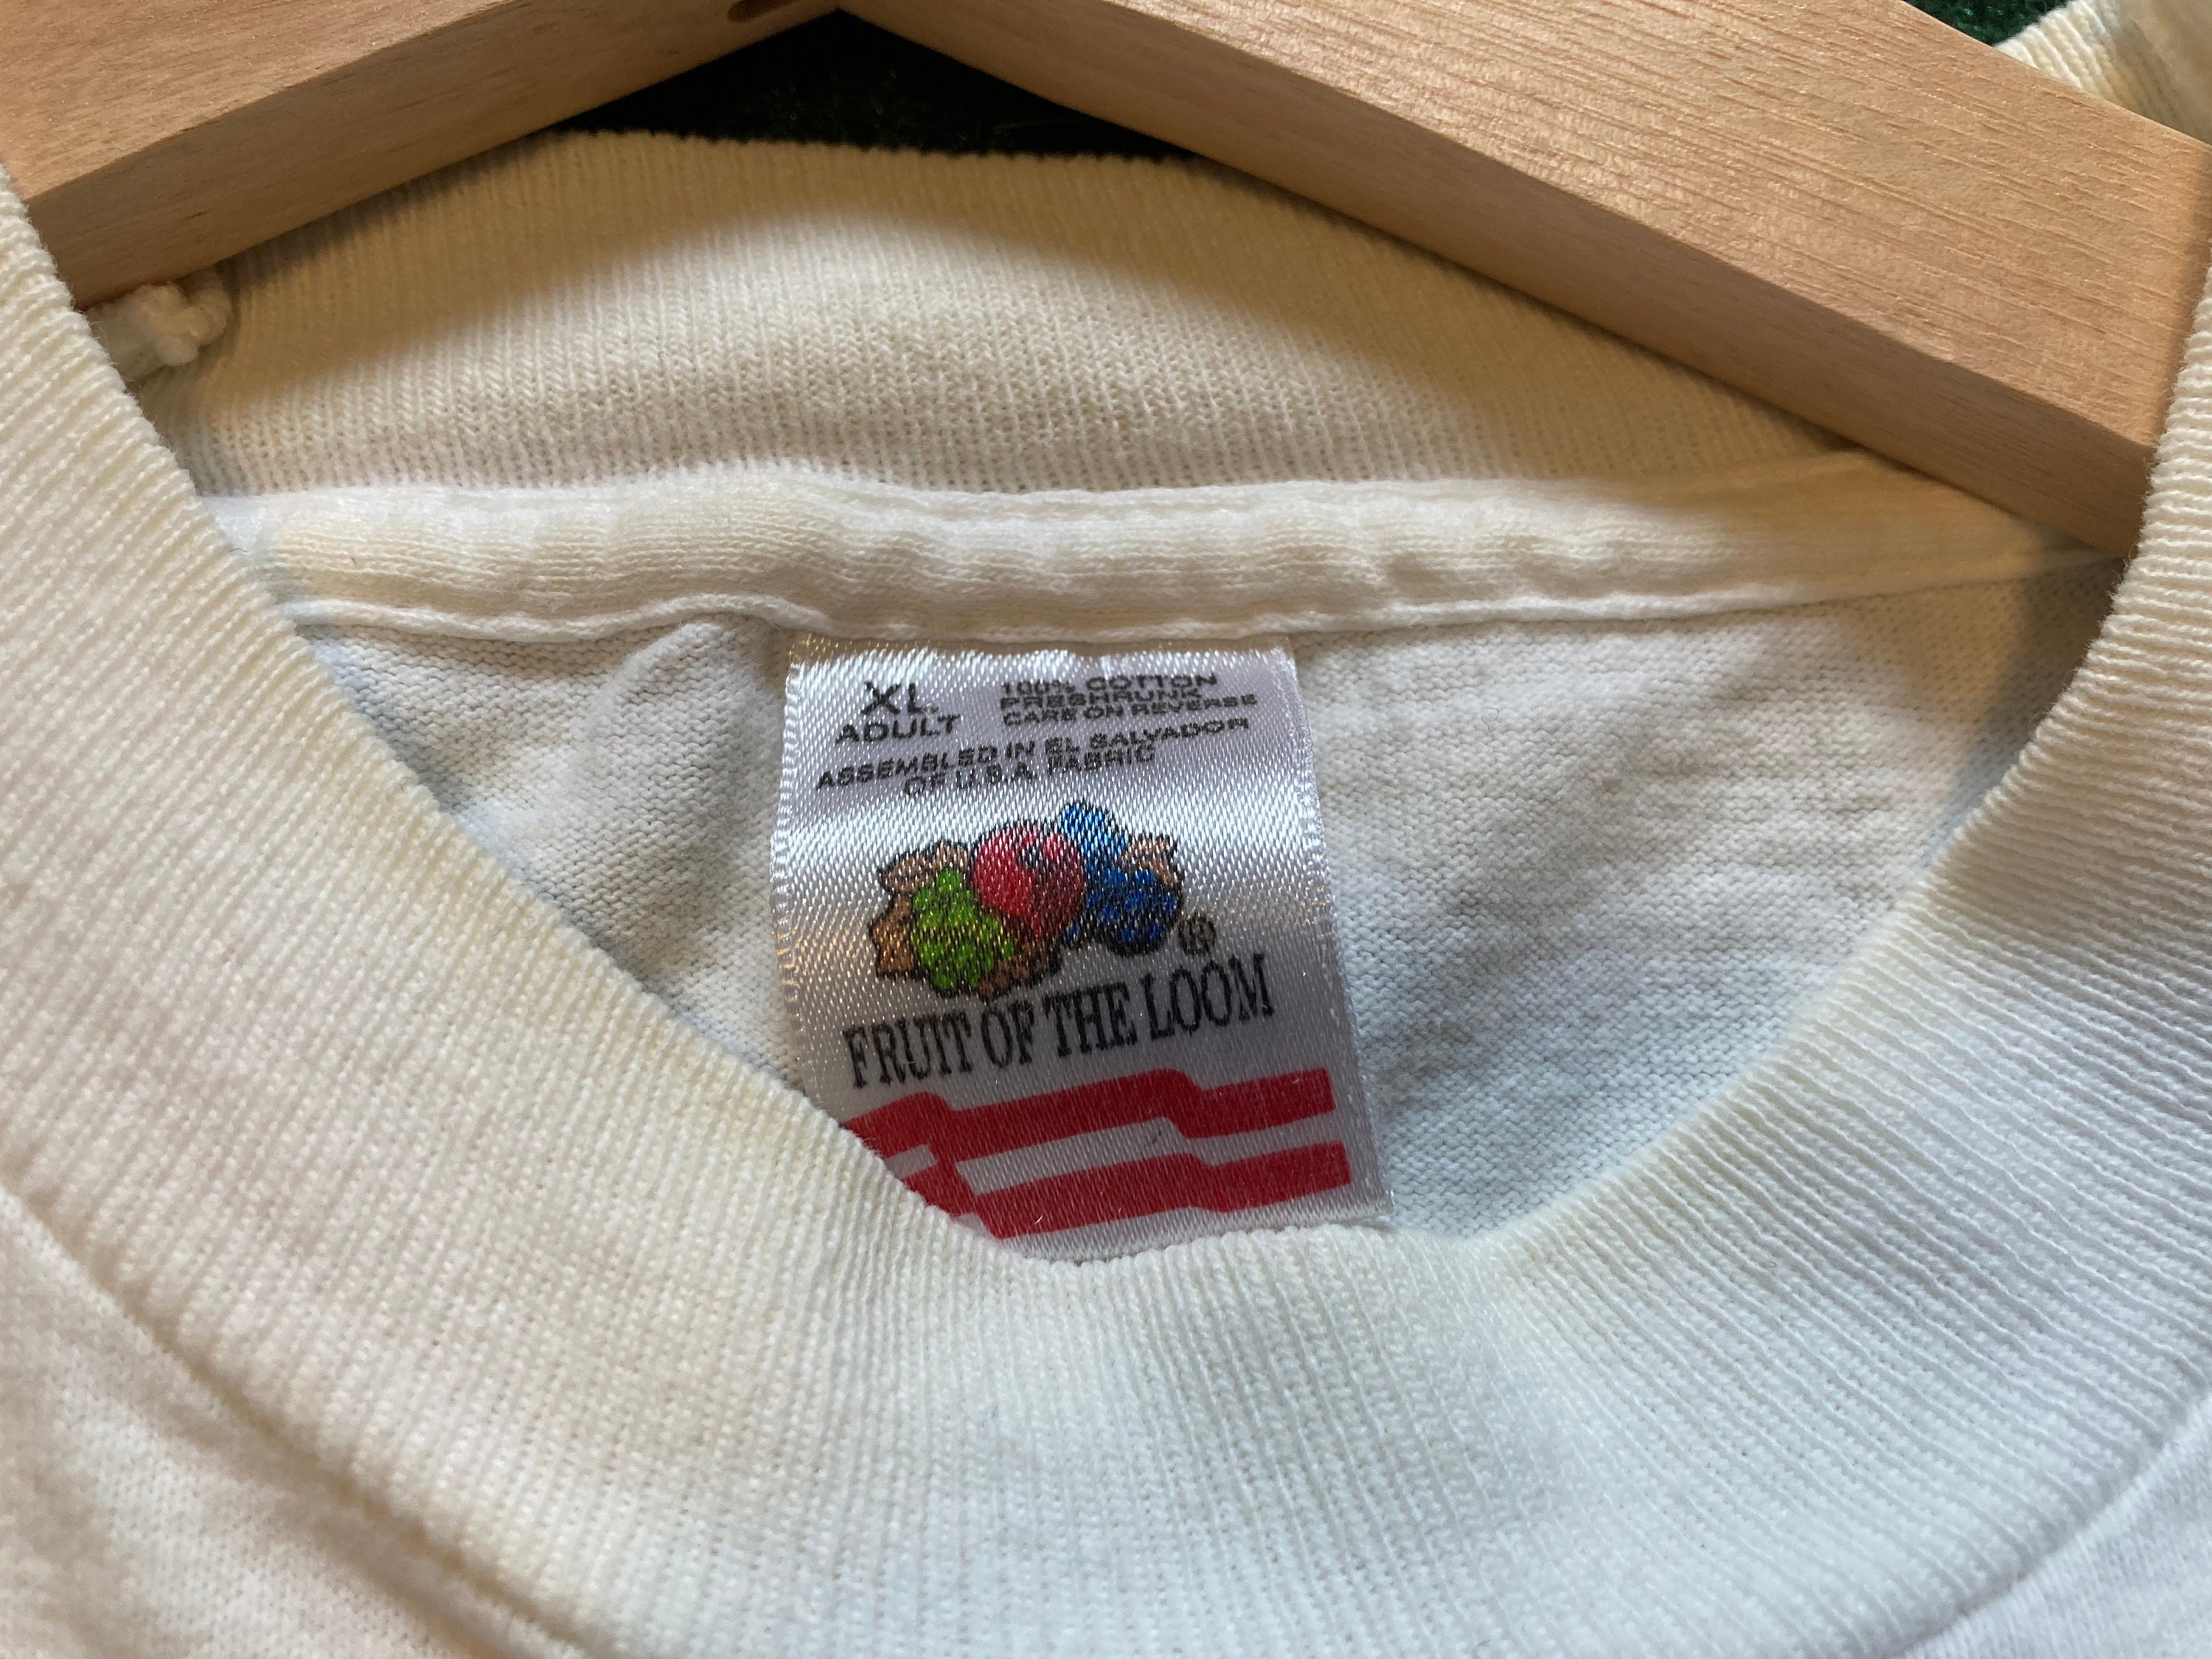 XL
ADULT
100% COTTON
PRESHRUNK
CARE ON REVERSE
ASSEMBLED IN EL SALVADOR
OF U.S.A. FABRIC
®
FRUIT OF THE LOOM